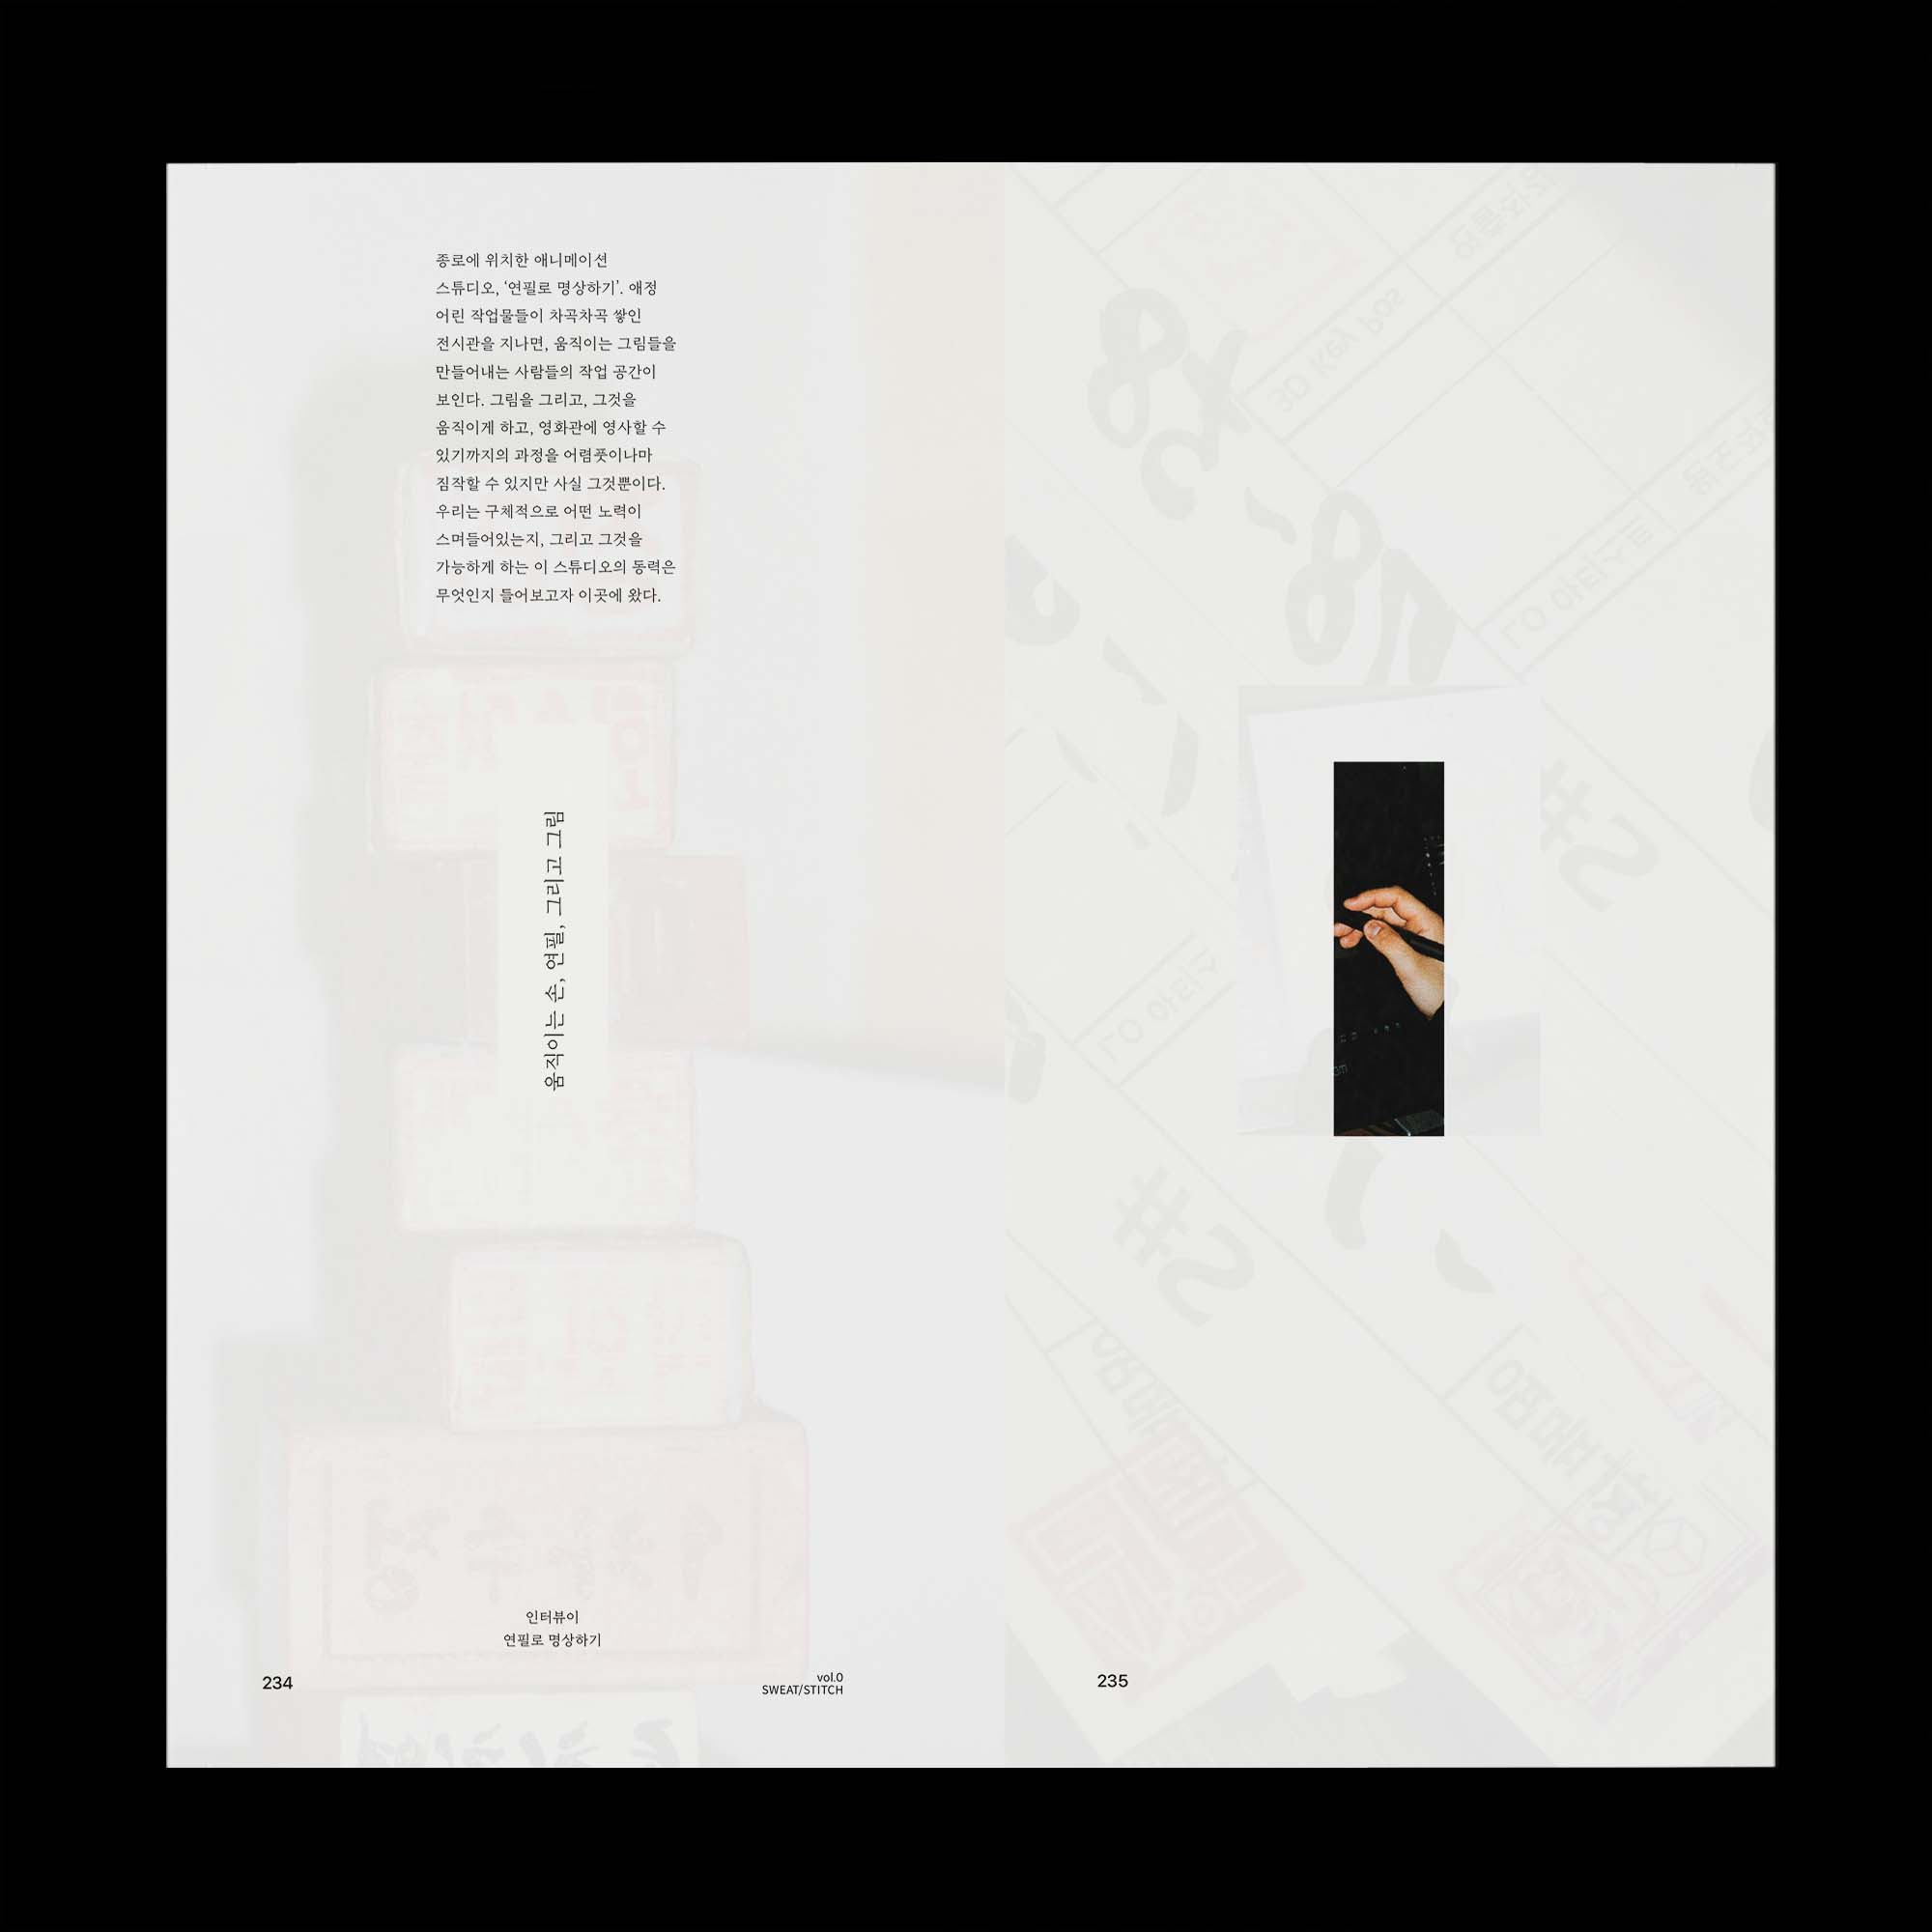 종로에 위치한 애니메이션
스튜디오, ‘연필로 명상하기’. 애정
어린 작업물들이 차곡차곡 쌓인
전시관을 지나면, 움직이는 그림들을
만들어내는 사람들의 작업 공간이
보인다. 그림을 그리고, 그것을
움직이게 하고, 영화관에 영사할 수
있기까지의 과정을 어렴풋이나마
짐작할 수 있지만 사실 그것뿐이다.
우리는 구체적으로 어떤 노력이
스며들어있는지, 그리고 그것을
가능하게 하는 이 스튜디오의 동력은
무엇인지 들어보고자 이곳에 왔다.
움직이는 손, 연필, 그리고 그림
인터뷰이
연필로 명상하기
234
vol.0
SWEAT/STITCH
235